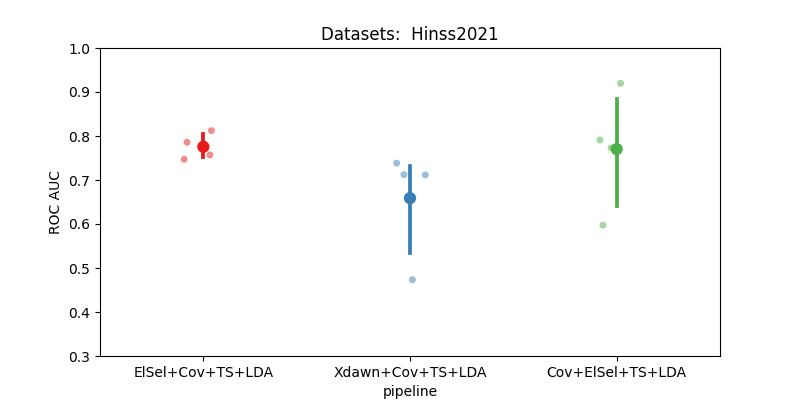 Datasets:  Hinss2021
1.0
0.9
0.8
0.7
0.6
0.5
0.4
0.3
ROC AUC
ElSel+Cov+TS+LDA
Xdawn+Cov+TS+LDA
Cov+ElSel+TS+LDA
pipeline